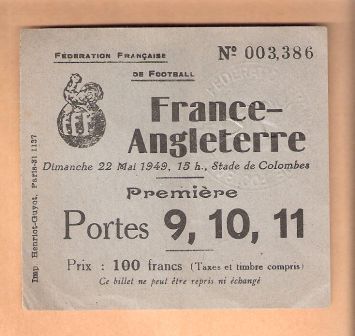 Fédération Française
de Football
Nº 003,386
fff
France-
Angleterre
Dimanche 22 Mai 1949, 15 h., Stade de Colombes
Première
Portes 9, 10, 11
Prix : 100 francs (Taxes et timbre compris)
Ce billet ne peut être repris ni échangé
Imp Henriot-Guyot, Paris-51 1137